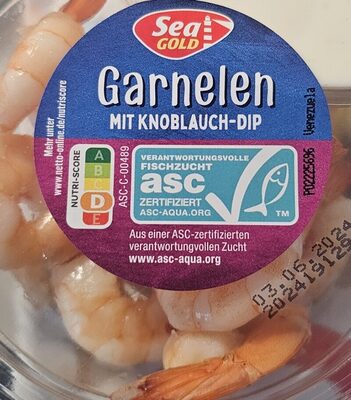 Sea
GOLD
Garnelen
MIT KNOBLAUCH-DIP
Mehr unter
www.netto-online.de/nutriscore
NUTRI-SCORE
A
B
C
D
E
ASC-C-00489
VERANTWORTUNGSVOLLE
FISCHZUCHT
asc
ZERTIFIZIERT
ASC-AQUA.ORG
TM
Aus einer ASC-zertifizierten
verantwortungsvollen Zucht
www.asc-aqua.org
Venezuela
03.06.2024